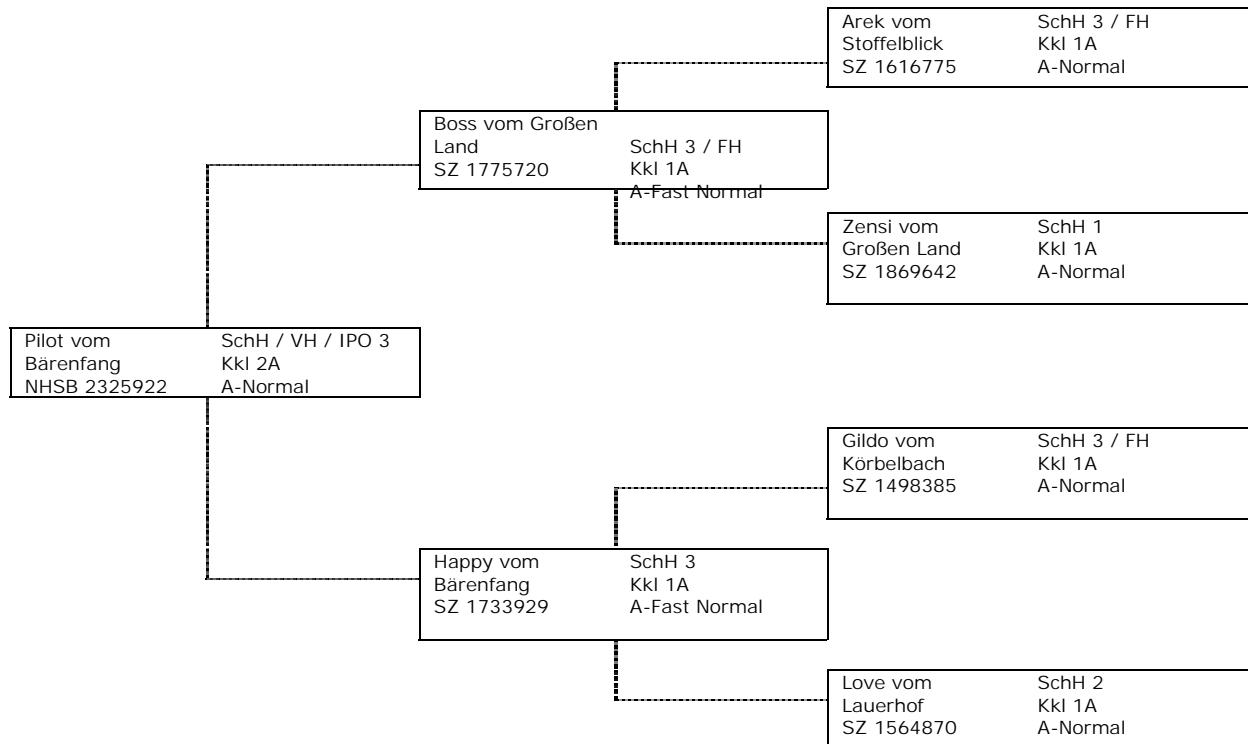 Arek vom SchH 3 / FH
Stoffelblick Kkl 1A
SZ 1616775 A-Normal
Boss vom Großen
Land SchH 3 / FH
SZ 1775720 Kkl 1A
A-Fast Normal
Zensi vom SchH 1
Großen Land Kkl 1A
SZ 1869642 A-Normal
Pilot vom SchH / VH / IPO 3
Bärenfang Kkl 2A
NHSB 2325922 A-Normal
Gildo vom SchH 3 / FH
Körbelbach Kkl 1A
SZ 1498385 A-Normal
Happy vom SchH 3
Bärenfang Kkl 1A
SZ 1733929 A-Fast Normal
Love vom SchH 2
Lauerhof Kkl 1A
SZ 1564870 A-Normal